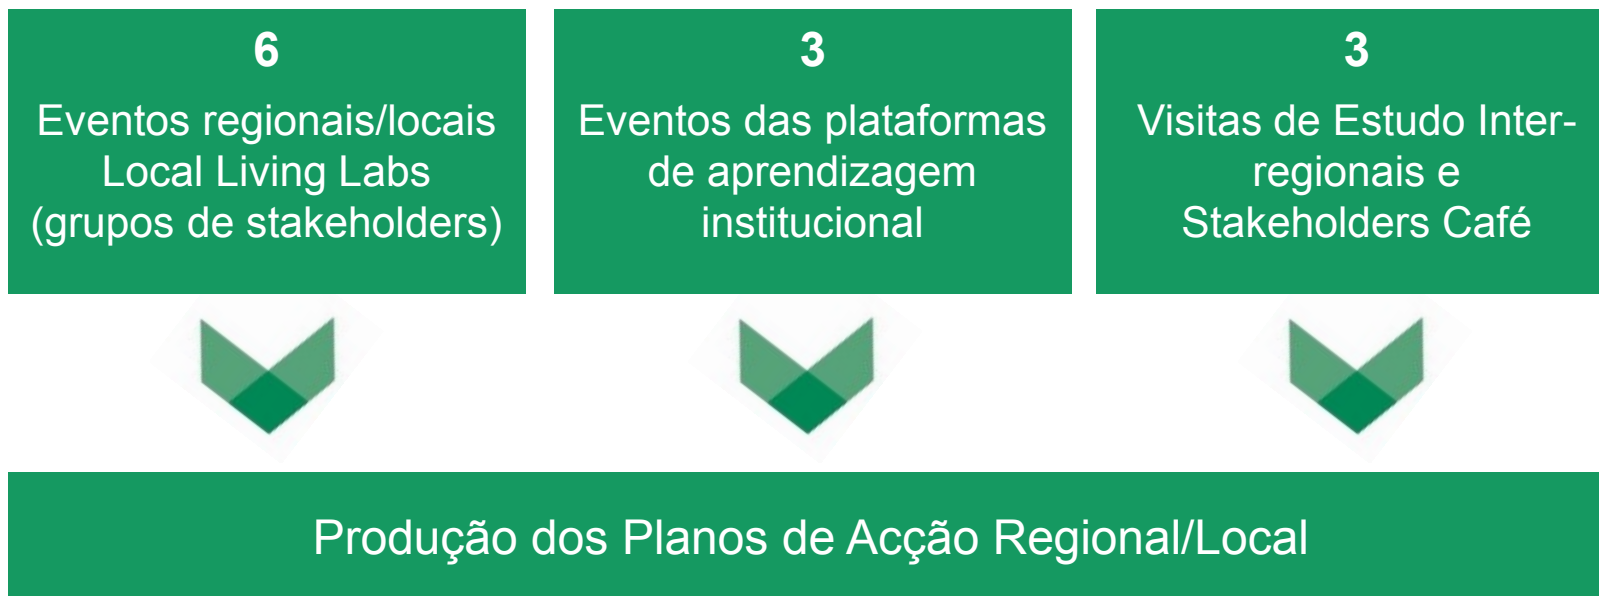 6
Eventos regionais/locais
Local Living Labs
(grupos de stakeholders)
3
Eventos das plataformas
de aprendizagem
institucional
3
Visitas de Estudo Inter-
regionais e
Stakeholders Café
Produção dos Planos de Acção Regional/Local